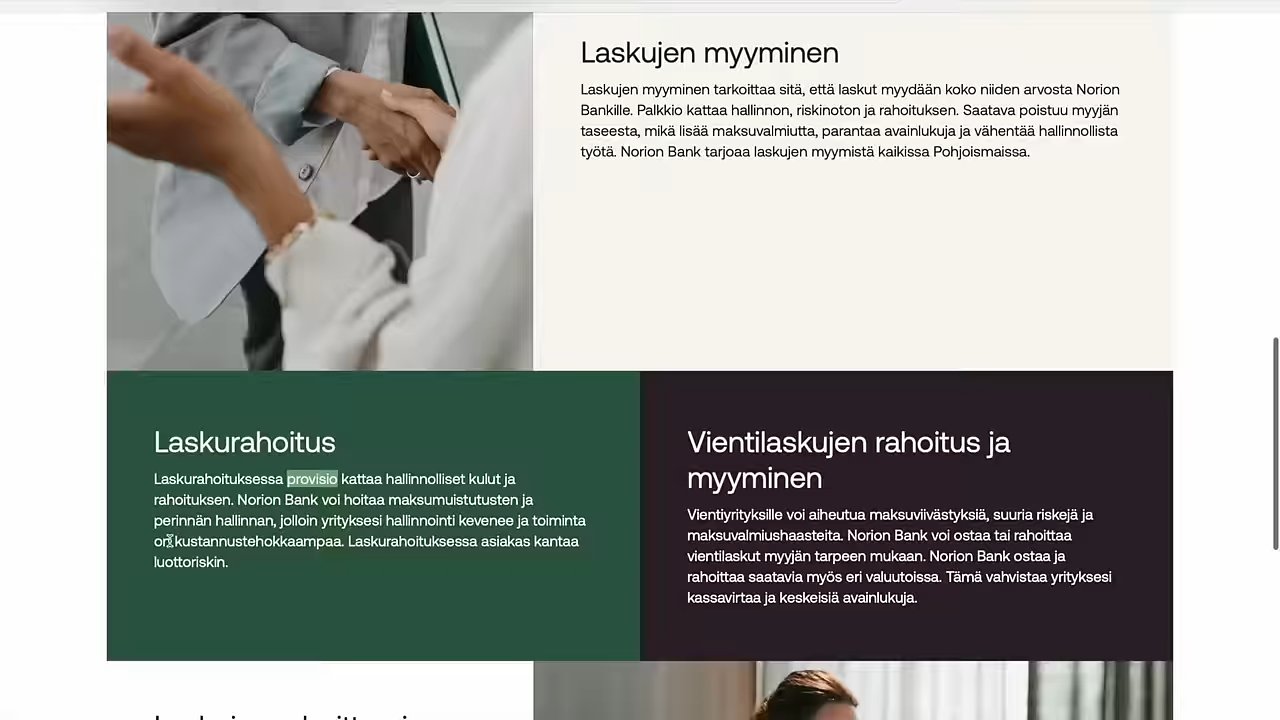 Laskujen myyminen
Laskujen myyminen tarkoittaa sitä, että laskut myydään koko niiden arvosta Norion
Bankille. Palkkio kattaa hallinnon, riskinoton ja rahoituksen. Saatava poistuu myyjän
taseesta, mikä lisää maksuvalmiutta, parantaa avainlukuja ja vähentää hallinnollista
työtä. Norion Bank tarjoaa laskujen myymistä kaikissa Pohjoismaissa.
Laskurahoitus
Laskurahoituksessa provisio kattaa hallinnolliset kulut ja
rahoituksen. Norion Bank voi hoitaa maksumuistutusten ja
perinnän hallinnan, jolloin yrityksesi hallinnointi kevenee ja toiminta
on kustannustehokkaampaa. Laskurahoituksessa asiakas kantaa
luottoriskin.
Vientilaskujen rahoitus ja
myyminen
Vientiyrityksille voi aiheutua maksuviivästyksiä, suuria riskejä ja
maksuvalmiushaasteita. Norion Bank voi ostaa tai rahoittaa
vientilaskut myyjän tarpeen mukaan. Norion Bank ostaa ja
rahoittaa saatavia myös eri valuutoissa. Tämä vahvistaa yrityksesi
kassavirtaa ja keskeisiä avainlukuja.